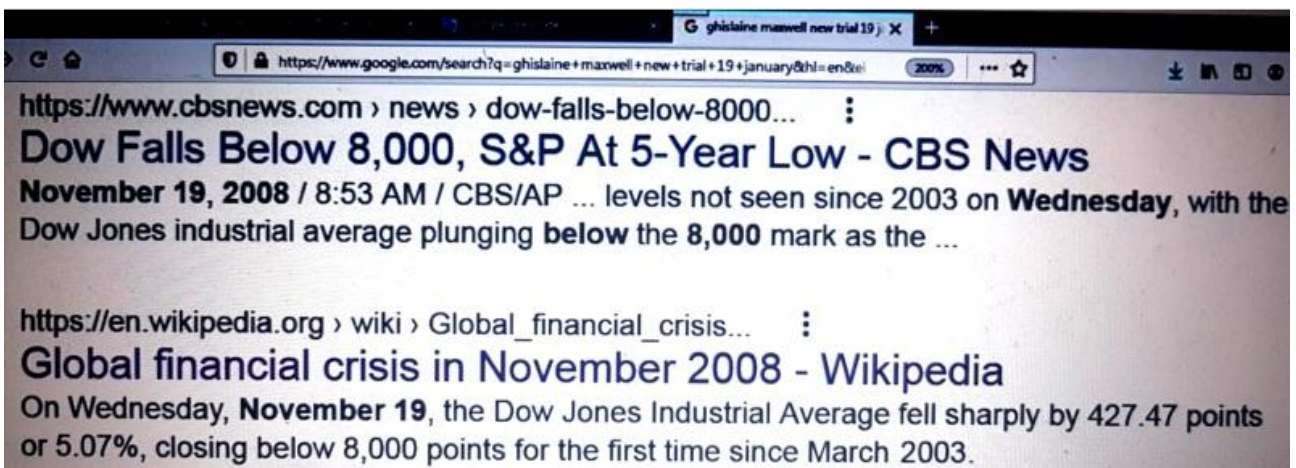 G ghislaine maxwell new trial 19 j
https://www.google.com/search?q=ghislaine+maxwell+new+trial+19+january&hl=en&ei
200%
https://www.cbsnews.com › news › dow-falls-below-8000...
Dow Falls Below 8,000, S&P At 5-Year Low - CBS News
November 19, 2008 / 8:53 AM / CBS/AP ... levels not seen since 2003 on Wednesday, with the
Dow Jones industrial average plunging below the 8,000 mark as the ...
https://en.wikipedia.org › wiki › Global_financial_crisis...
Global financial crisis in November 2008 - Wikipedia
On Wednesday, November 19, the Dow Jones Industrial Average fell sharply by 427.47 points
or 5.07%, closing below 8,000 points for the first time since March 2003.